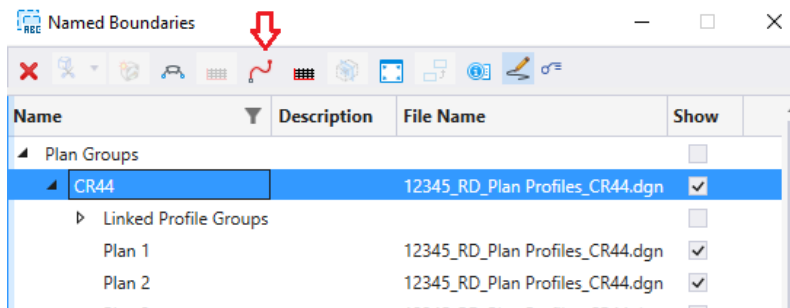 ABC Named Boundaries
Name Description File Name Show
Plan Groups
CR44 12345_RD_Plan Profiles_CR44.dgn
Linked Profile Groups
Plan 1 12345_RD_Plan Profiles_CR44.dgn
Plan 2 12345_RD_Plan Profiles_CR44.dgn